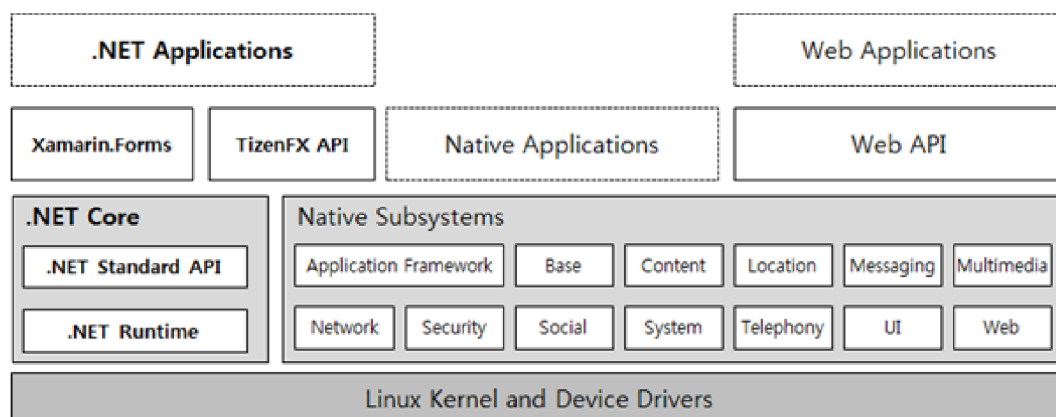 .NET Applications
Web Applications
Xamarin.Forms
TizenFX API
Native Applications
Web API
.NET Core
.NET Standard API
.NET Runtime
Native Subsystems
Application Framework
Base
Content
Location
Messaging
Multimedia
Network
Security
Social
System
Telephony
UI
Web
Linux Kernel and Device Drivers